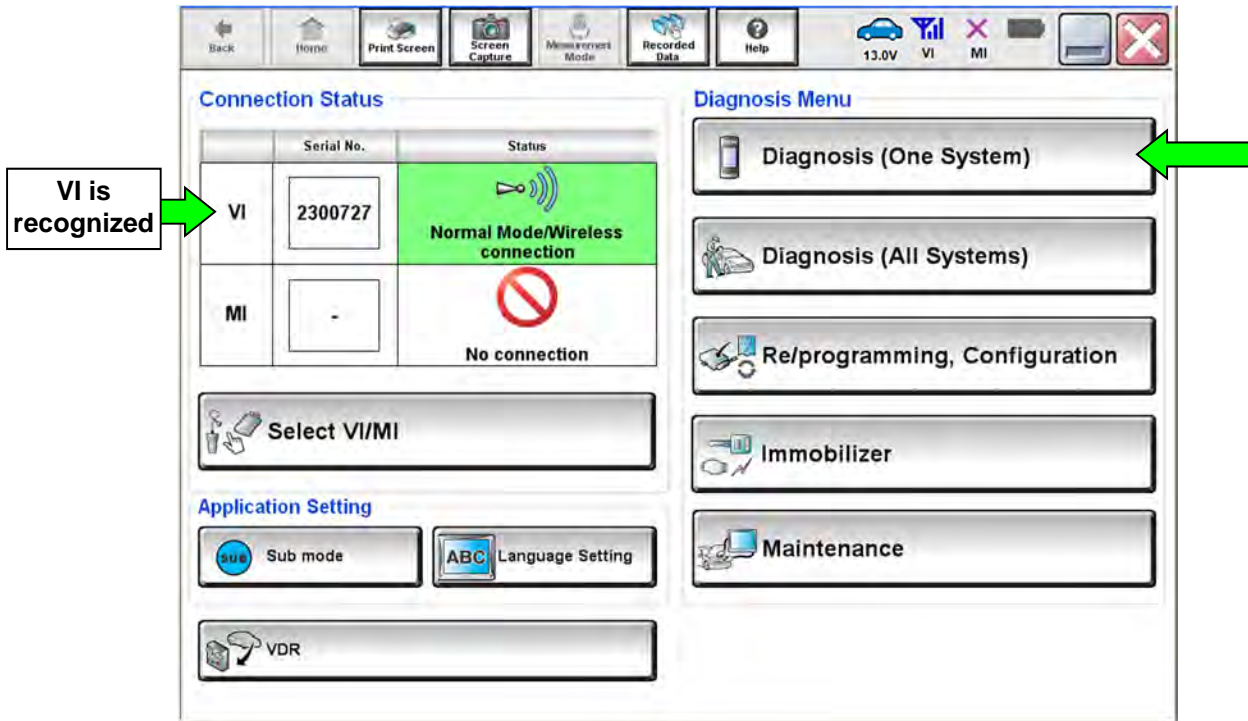 Back
Home
Print Screen
Screen
Capture
Measurement
Mode
Recorded
Data
Help
13.0V
VI
MI
Connection Status
Serial No.
Status
VI
2300727
Normal Mode/Wireless
connection
MI
-
No connection
Select VI/MI
Application Setting
SUB
Sub mode
ABC
Language Setting
VDR
Diagnosis Menu
Diagnosis (One System)
Diagnosis (All Systems)
Re/programming, Configuration
Immobilizer
Maintenance
VI is
recognized